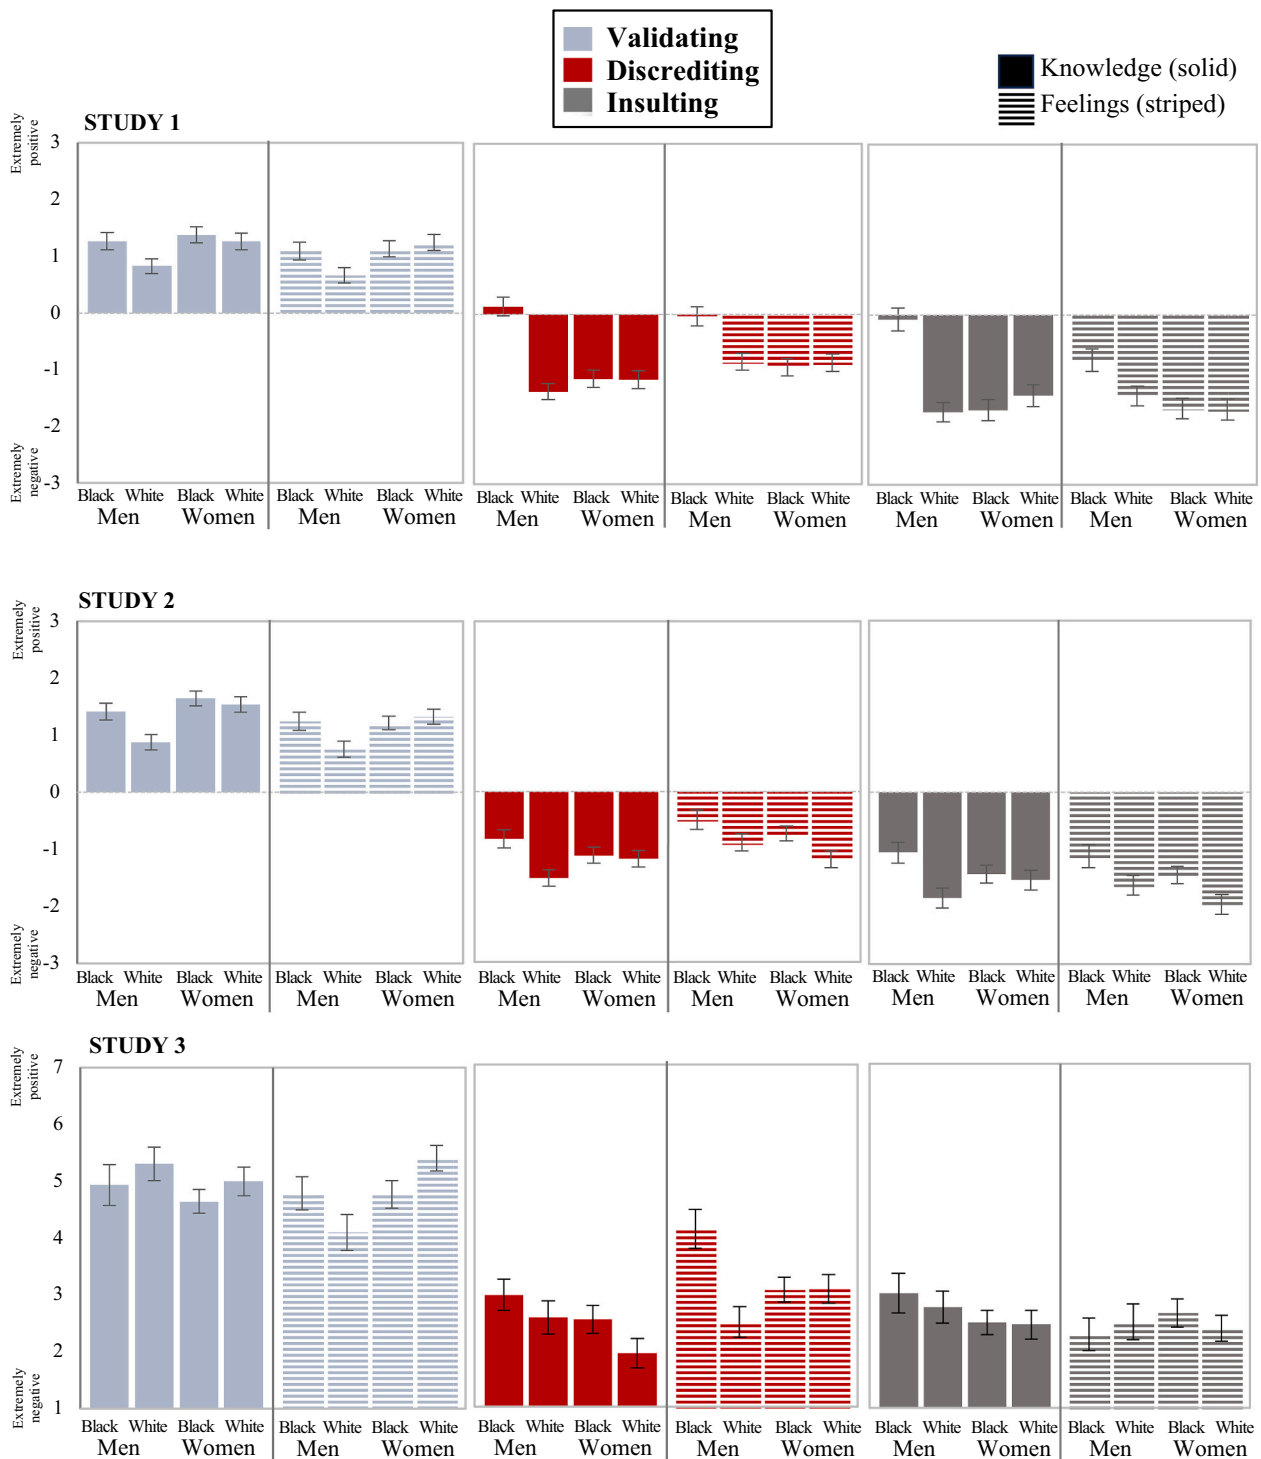 Validating
Discrediting
Insulting
Knowledge (solid)
Feelings (striped)
STUDY 1
Extremely positive
3
2
1
0
-1
-2
-3
Extremely negative
Black White Black White Black White Black White Black White Black White Black White Black White Black White Black White Black White Black White
Men Women Men Women Men Women Men Women Men Women Men Women
STUDY 2
Extremely positive
3
2
1
0
-1
-2
-3
Extremely negative
Black White Black White Black White Black White Black White Black White Black White Black White Black White Black White Black White Black White
Men Women Men Women Men Women Men Women Men Women Men Women
STUDY 3
Extremely positive
7
6
5
4
3
2
1
Extremely negative
Black White Black White Black White Black White Black White Black White Black White Black White Black White Black White Black White Black White
Men Women Men Women Men Women Men Women Men Women Men Women